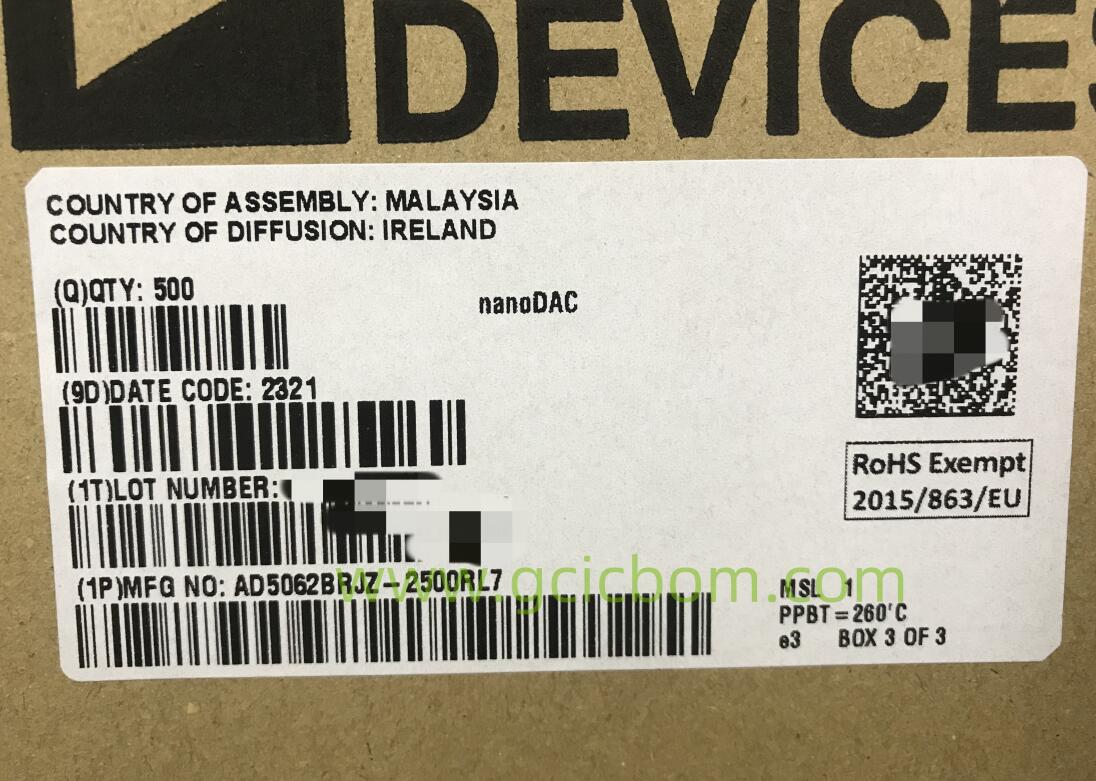 DEVICES
COUNTRY OF ASSEMBLY: MALAYSIA
COUNTRY OF DIFFUSION: IRELAND
(Q)QTY: 500
nanoDAC
(9D)DATE CODE: 2321
(1T)LOT NUMBER:
RoHS Exempt
2015/863/EU
www.gcicbom.com
(1P)MFG NO: AD5062BRJZ-2500RL7
MSL 1
PPBT=260'C
e3 BOX 3 OF 3